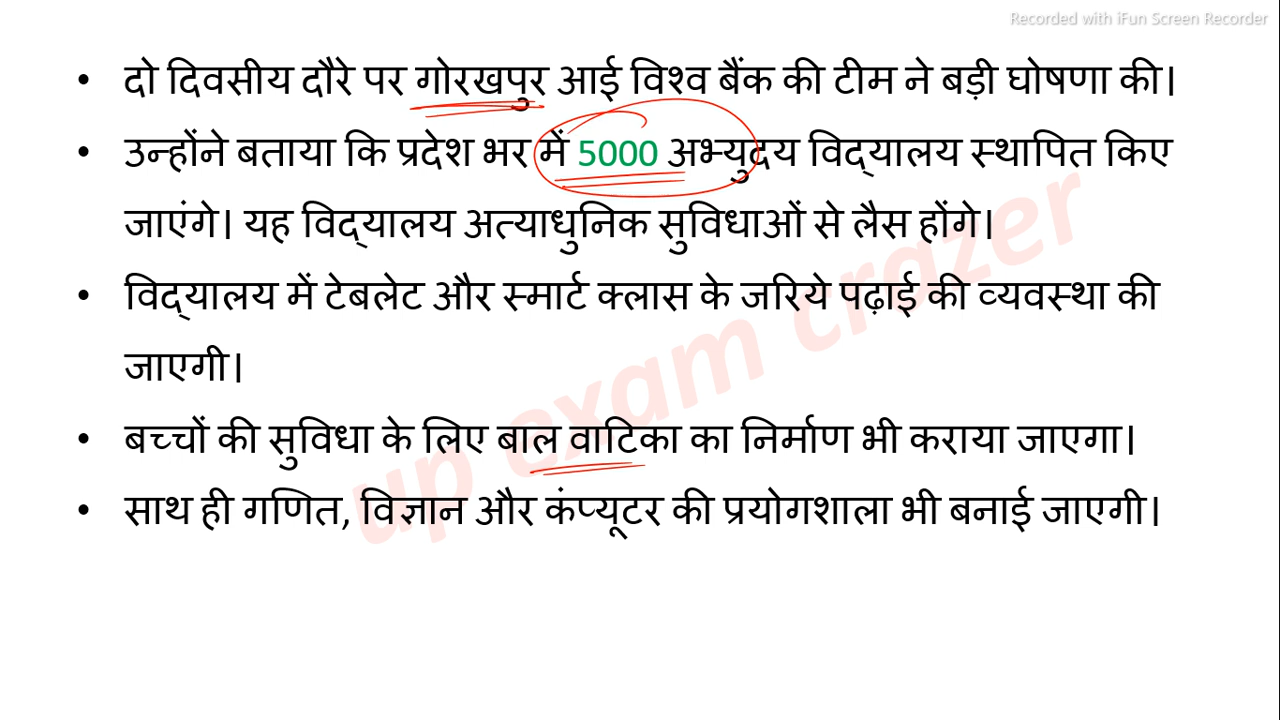 Recorded with iFun Screen Recorder
• दो दिवसीय दौरे पर गोरखपुर आई विश्व बैंक की टीम ने बड़ी घोषणा की।
• उन्होंने बताया कि प्रदेश भर में 5000 अभ्युदय विद्यालय स्थापित किए
जाएंगे। यह विद्यालय अत्याधुनिक सुविधाओं से लैस होंगे।
• विद्यालय में टेबलेट और स्मार्ट क्लास के जरिये पढ़ाई की व्यवस्था की
जाएगी।
• बच्चों की सुविधा के लिए बाल वाटिका का निर्माण भी कराया जाएगा।
• साथ ही गणित, विज्ञान और कंप्यूटर की प्रयोगशाला भी बनाई जाएगी।
up exam crazer